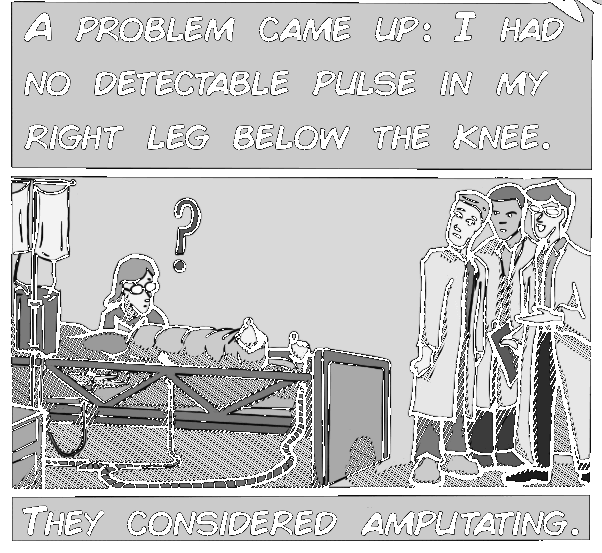 A PROBLEM CAME UP: I HAD
NO DETECTABLE PULSE IN MY
RIGHT LEG BELOW THE KNEE.
?
THEY CONSIDERED AMPUTATING.